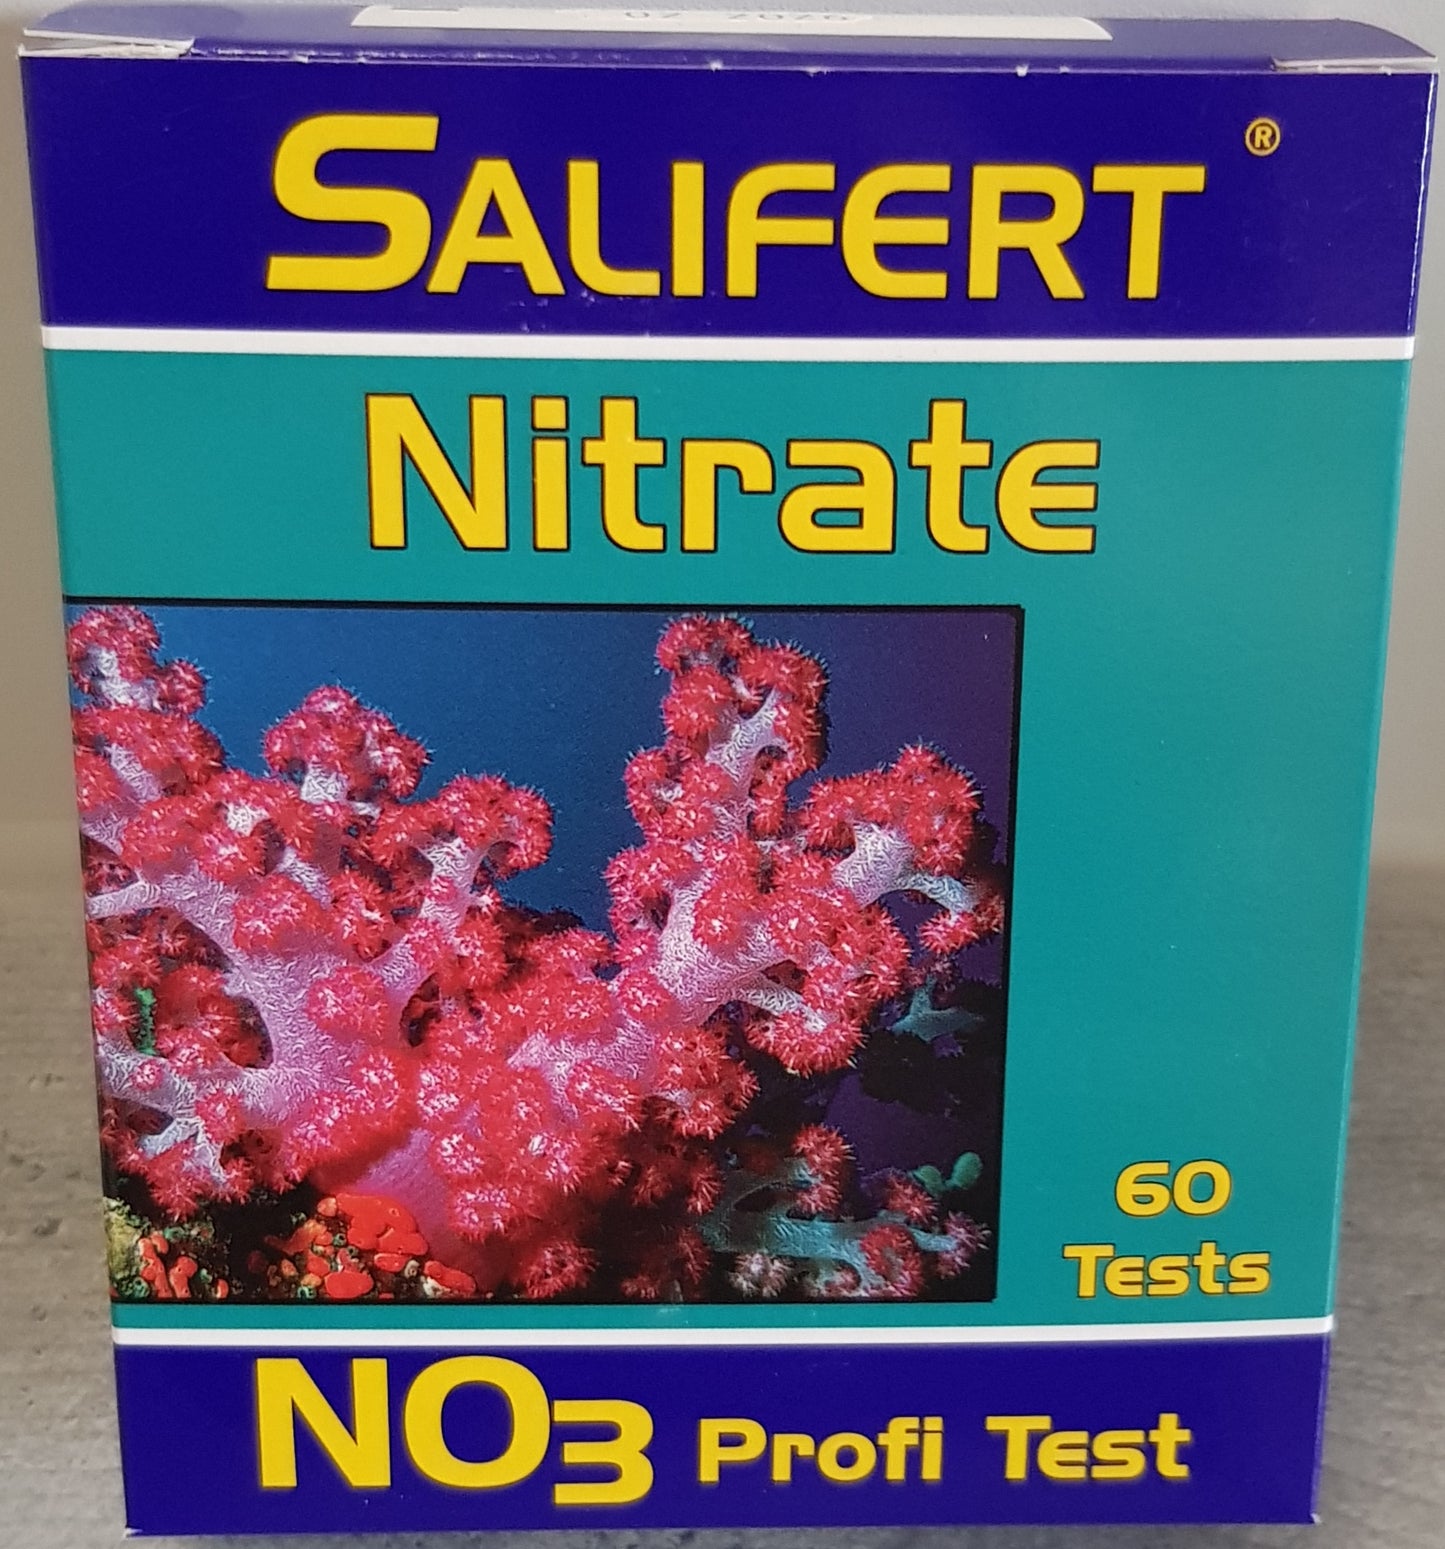 SALIFERT ®
Nitrate
60
Tests
NO3 Profi Test